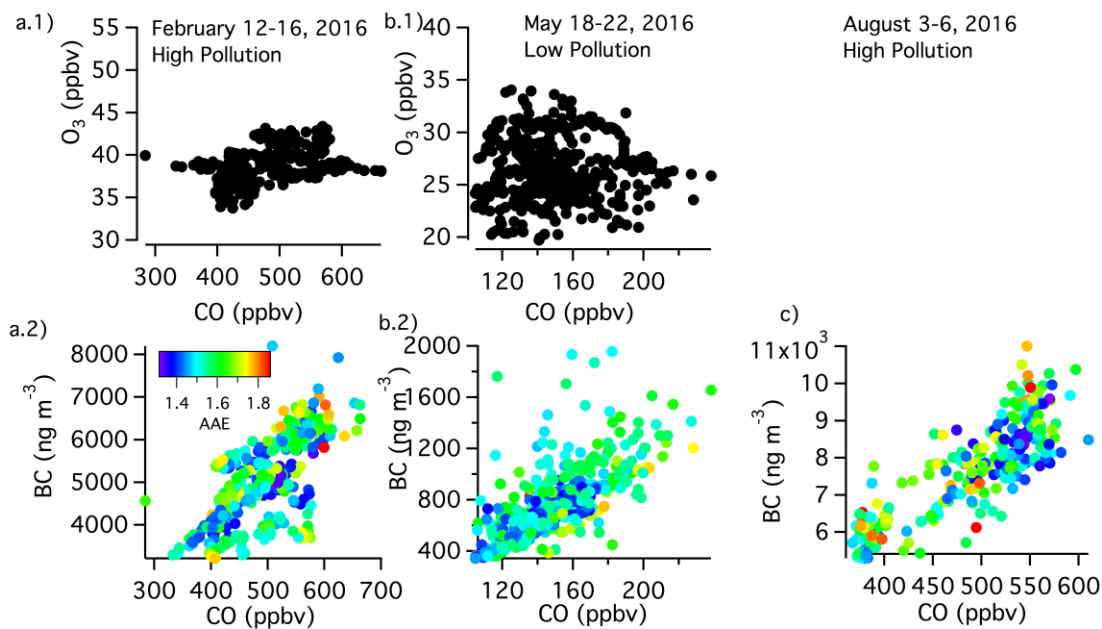 a.1)
February 12-16, 2016
High Pollution
55
50
45
40
35
30
O3 (ppbv)
300 400 500 600
CO (ppbv)
b.1)
May 18-22, 2016
Low Pollution
40
35
30
25
20
O3 (ppbv)
120 160 200
CO (ppbv)
August 3-6, 2016
High Pollution
a.2)
8000
7000
6000
5000
4000
BC (ng m-3)
1.4 1.8
AAE
300 400 500 600 700
CO (ppbv)
b.2)
2000
1600
1200
800
400
BC (ng m-3)
120 160 200
CO (ppbv)
c)
11x103
10
9
8
7
6
BC (ng m-3)
400 450 500 550 600
CO (ppbv)